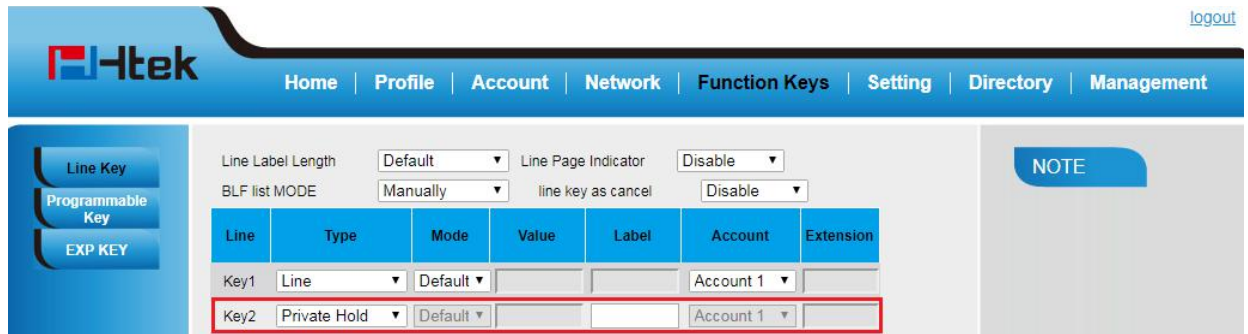 logout
Htek
Home | Profile | Account | Network | Function Keys | Setting | Directory | Management
Line Key
Programmable Key
EXP KEY
Line Label Length Default Line Page Indicator Disable
BLF list MODE Manually line key as cancel Disable
Line Type Mode Value Label Account Extension
Key1 Line Default Account 1
Key2 Private Hold Default Account 1
NOTE